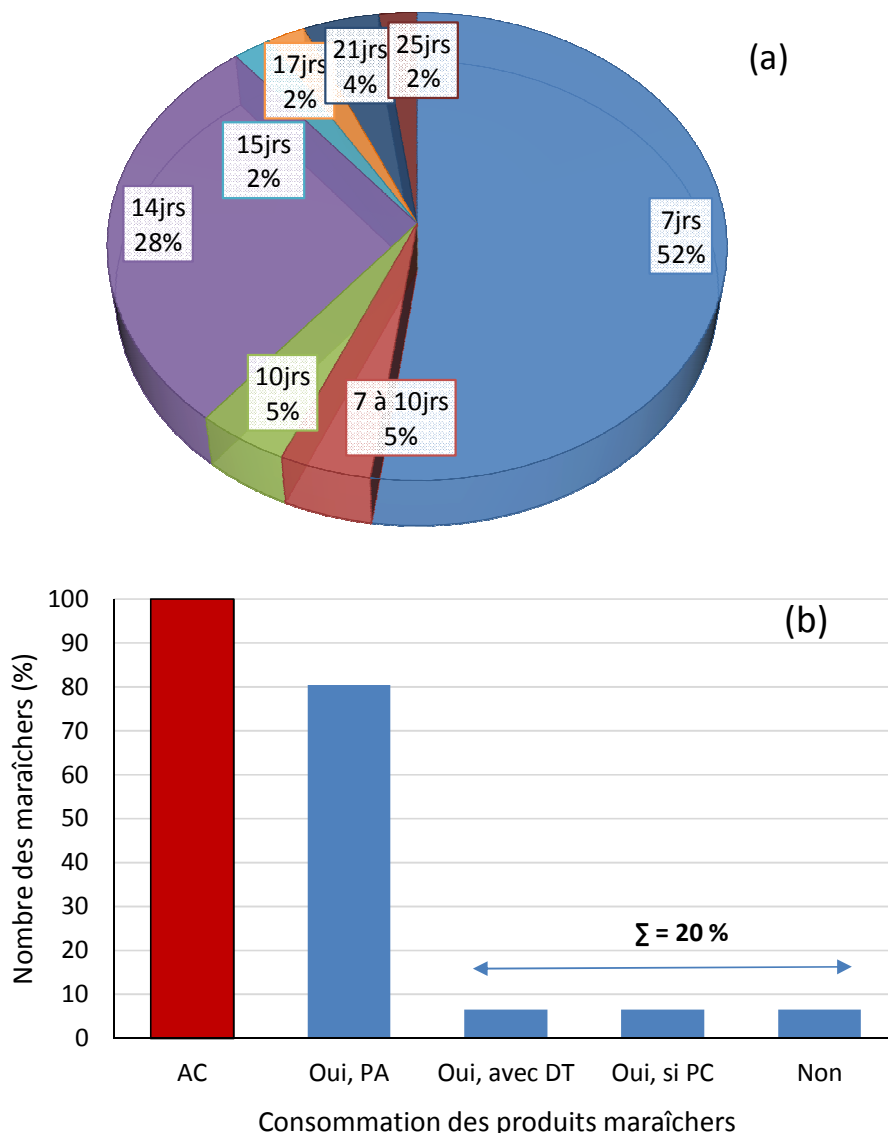 (a)
7jrs
52%
7 à 10jrs
5%
10jrs
5%
14jrs
28%
15jrs
2%
17jrs
2%
21jrs
4%
25jrs
2%
(b)
Nombre des maraîchers (%)
100
90
80
70
60
50
40
30
20
10
0
∑ = 20 %
AC
Oui, PA
Oui, avec DT
Oui, si PC
Non
Consommation des produits maraîchers